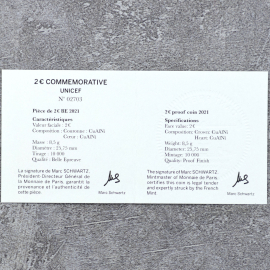 2 € COMMEMORATIVE
UNICEF
N° 02703
Pièce de 2€ BE 2021
Caractéristiques
Valeur faciale : 2€
Composition : Couronne : CuAlNi
Cœur : CuAlNi
Masse : 8,5 g
Diamètre : 25,75 mm
Tirage : 10 000
Qualité : Belle Epreuve
La signature de Marc SCHWARTZ,
Président Directeur Général de
la Monnaie de Paris, garantit la
provenance et l'authenticité de
cette pièce.
Marc Schwartz
2€ proof coin 2021
Specifications
Face value: 2€
Composition: Crown: CuAlNi
Heart: CuAlNi
Weight: 8,5 g
Diameter: 25,75 mm
Mintage: 10 000
Quality: Proof Finish
The signature of Marc SCHWARTZ,
Mintmaster of Monnaie de Paris,
certifies this coin is legal tender
and expertly struck by the French
Mint.
Marc Schwartz